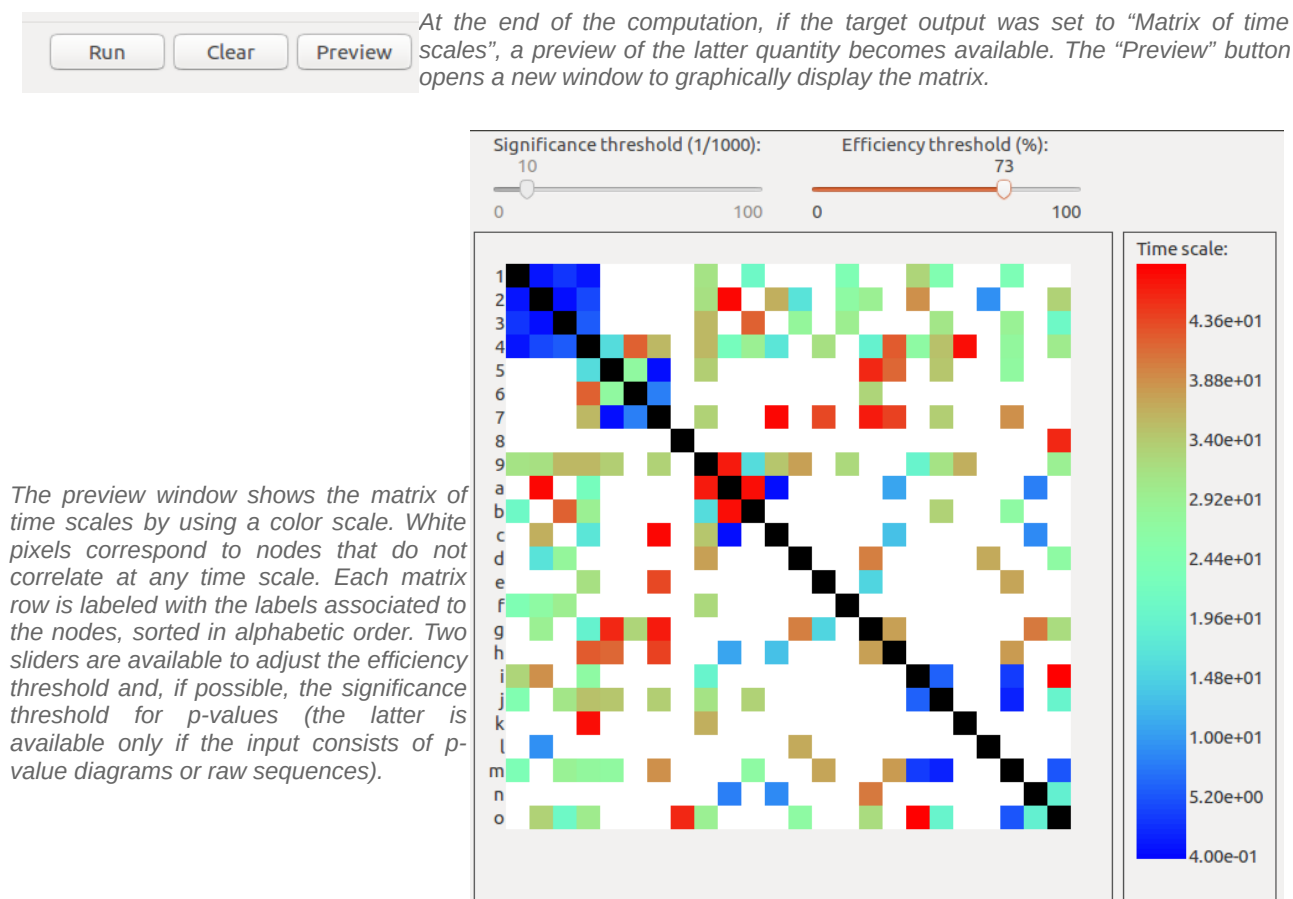 Run Clear Preview
At the end of the computation, if the target output was set to “Matrix of time
scales”, a preview of the latter quantity becomes available. The “Preview” button
opens a new window to graphically display the matrix.
Significance threshold (1/1000):
10
0 100
Efficiency threshold (%):
73
0 100
1
2
3
4
5
6
7
8
9
a
b
c
d
e
f
g
h
i
j
k
l
m
n
o
Time scale:
4.36e+01
3.88e+01
3.40e+01
2.92e+01
2.44e+01
1.96e+01
1.48e+01
1.00e+01
5.20e+00
4.00e-01
The preview window shows the matrix of
time scales by using a color scale. White
pixels correspond to nodes that do not
correlate at any time scale. Each matrix
row is labeled with the labels associated to
the nodes, sorted in alphabetic order. Two
sliders are available to adjust the efficiency
threshold and, if possible, the significance
threshold for p-values (the latter is
available only if the input consists of p-
value diagrams or raw sequences).